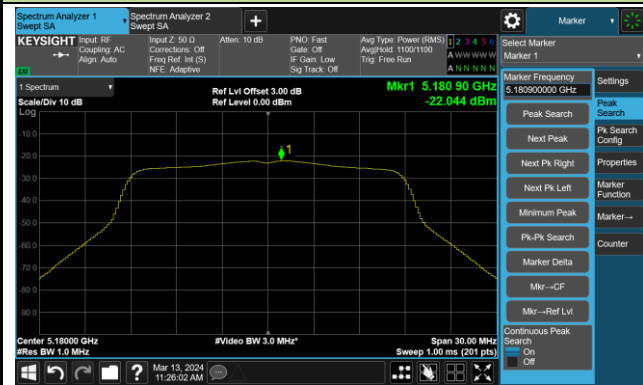 Spectrum Analyzer 1
Swept SA
Spectrum Analyzer 2
Swept SA
+
Marker
KEYSIGHT
Input: RF
Coupling: AC
Align: Auto
Input Z: 50 Ω
Corrections: Off
Freq Ref: Int (S)
NFE: Adaptive
Atten: 10 dB
PNO: Fast
Gate: Off
IF Gain: Low
Sig Track: Off
Avg Type: Power (RMS)
Avg|Hold: 1100/1100
Trig: Free Run
1 2 3 4 5 6
A W W W W W
A N N N N N
LVI
Select Marker
Marker 1
1 Spectrum
Scale/Div 10 dB
Log
Ref Lvl Offset 3.00 dB
Ref Level 0.00 dBm
Mkr1 5.180 90 GHz
-22.044 dBm
1
-10.0
-20.0
-30.0
-40.0
-50.0
-60.0
-70.0
-80.0
-90.0
Center 5.18000 GHz
#Res BW 1.0 MHz
#Video BW 3.0 MHz*
Span 30.00 MHz
Sweep 1.00 ms (201 pts)
Marker Frequency
5.180900000 GHz
Peak Search
Next Peak
Next Pk Right
Next Pk Left
Minimum Peak
Pk-Pk Search
Marker Delta
Mkr→CF
Mkr→Ref Lvl
Continuous Peak
Search
On
Off
Settings
Peak
Search
Pk Search
Config
Properties
Marker
Function
Marker→
Counter
?
Mar 13, 2024
11:26:02 AM